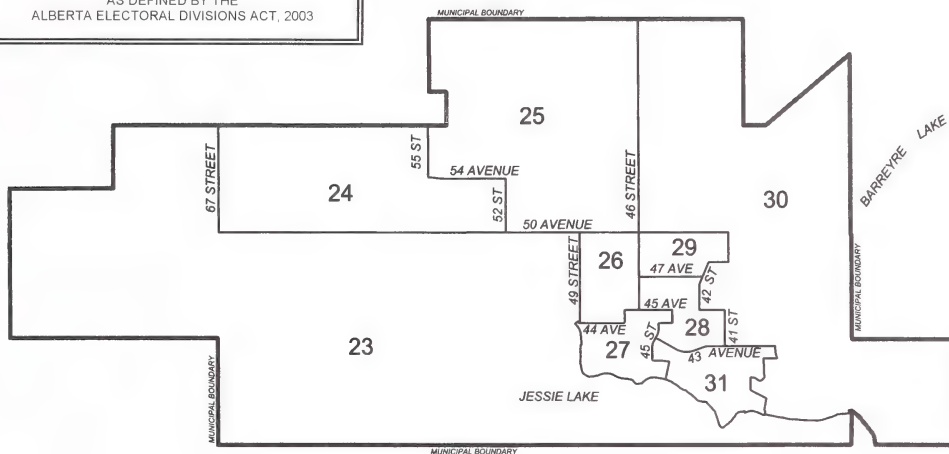 AS DEFINED BY THE
ALBERTA ELECTORAL DIVISIONS ACT, 2003
MUNICIPAL BOUNDARY
25
55 ST
54 AVENUE
67 STREET
24
52 ST
50 AVENUE
46 STREET
30
BARREYRE LAKE
MUNICIPAL BOUNDARY
49 STREET
26
29
47 AVE
42 ST
45 AVE
44 AVE
28
41 ST
45 ST
27
43 AVENUE
31
23
JESSIE LAKE
MUNICIPAL BOUNDARY
MUNICIPAL BOUNDARY